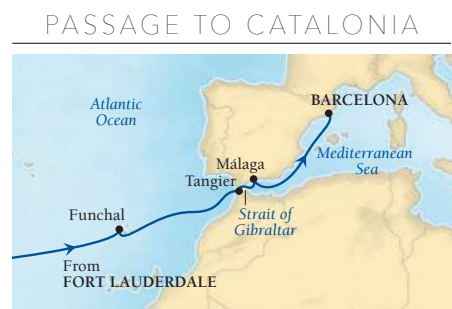 PASSAGE TO CATALONIA
BARCELONA
Atlantic
Ocean
Mediterranean
Sea
Málaga
Tangier
Strait of
Gibraltar
Funchal
From
FORT LAUDERDALE